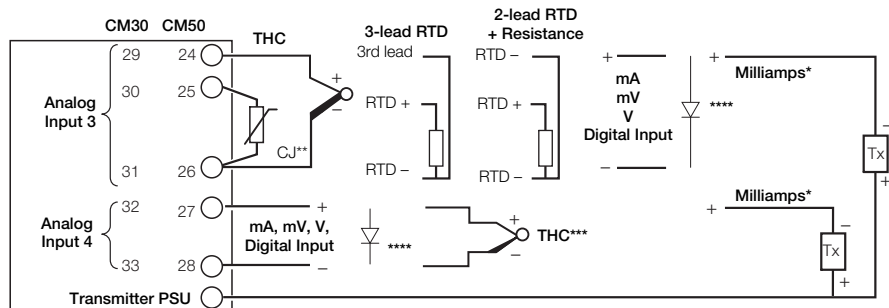 CM30 CM50
THC
3-lead RTD
3rd lead
2-lead RTD
+ Resistance
29 24
30 25
31 26
Analog
Input 3
CJ**
+
–
RTD +
RTD –
RTD –
RTD +
RTD –
+
mA
mV
V
Digital Input
–
****
+ Milliamps*
–
Tx
+
32 27
33 28
Analog
Input 4
+
mA, mV, V,
Digital Input
–
****
+
–
THC***
+ Milliamps*
–
Tx
+
Transmitter PSU